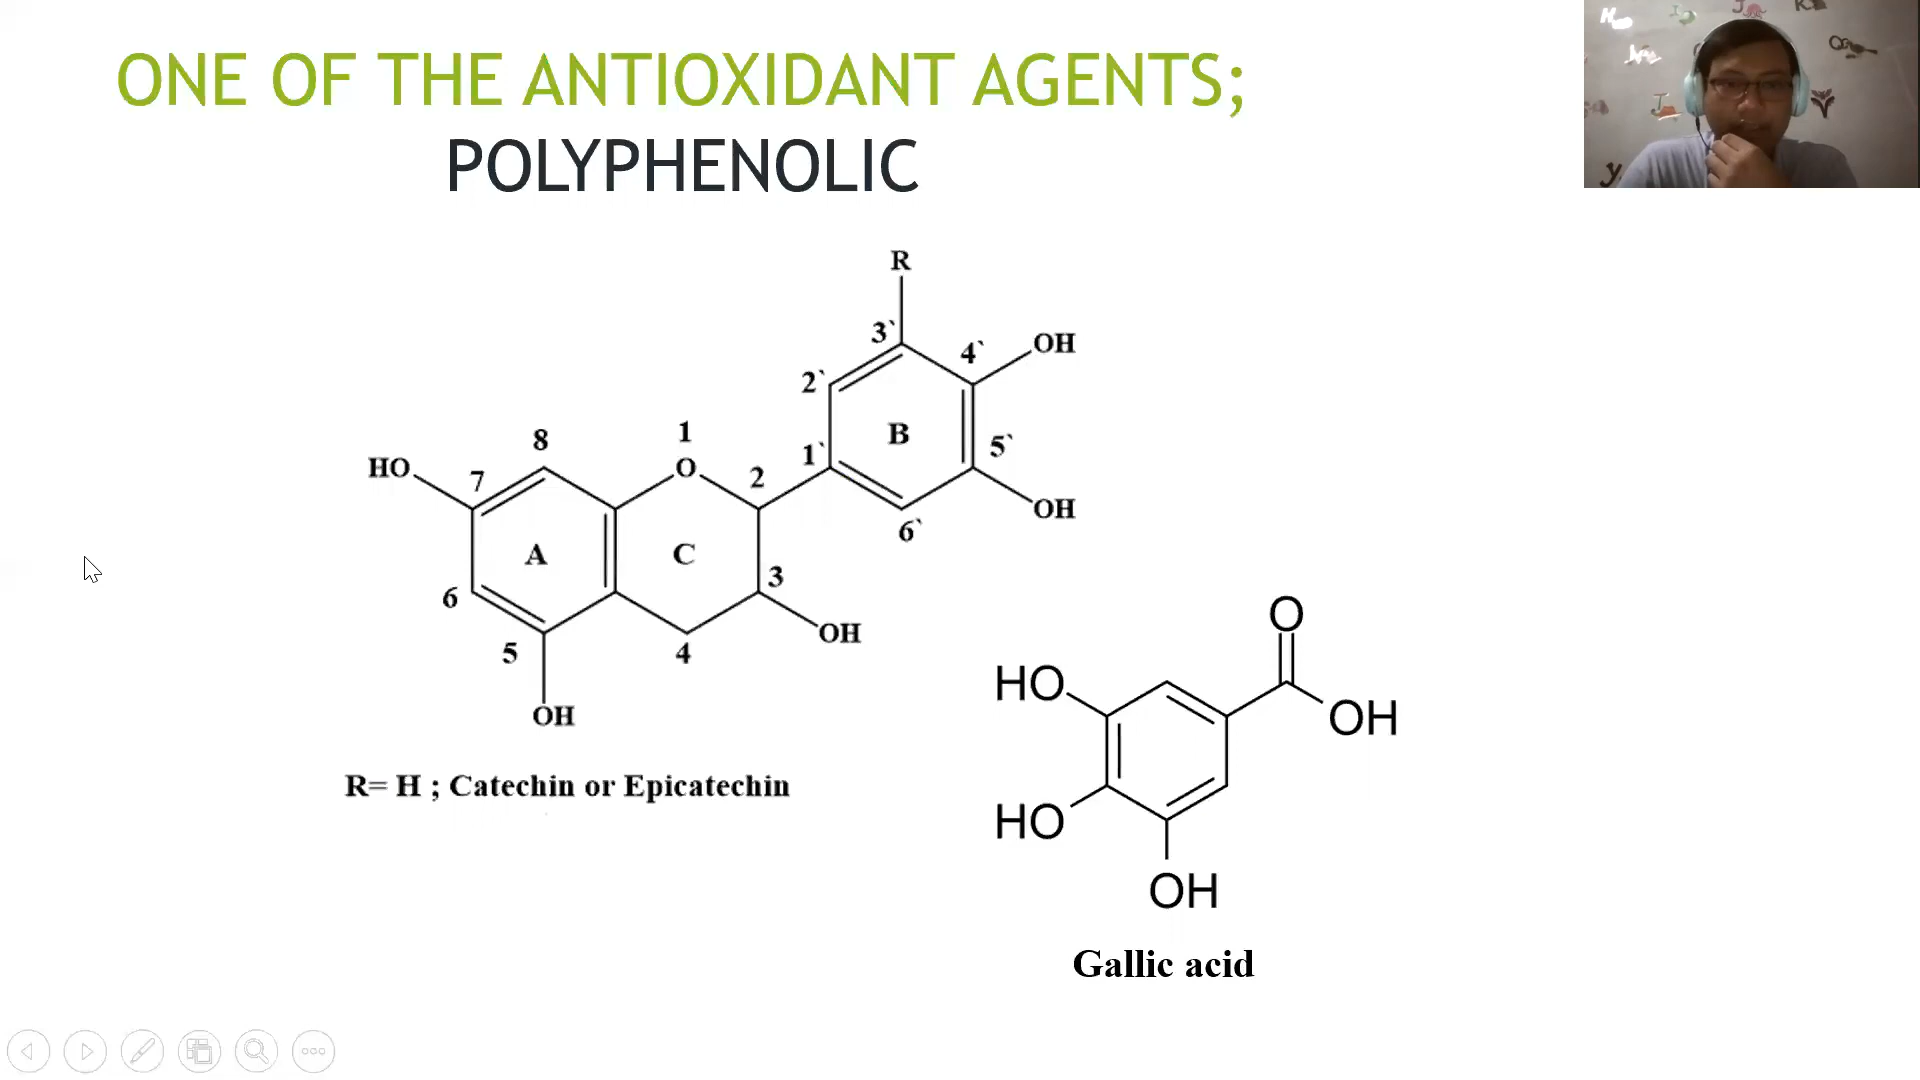 ONE OF THE ANTIOXIDANT AGENTS;
POLYPHENOLIC
R
3`
4`
OH
2`
B
1`
5`
OH
6`
8
1
HO
7
O
2
A
C
3
6
5
4
OH
OH
R= H ; Catechin or Epicatechin
O
HO
OH
HO
OH
Gallic acid